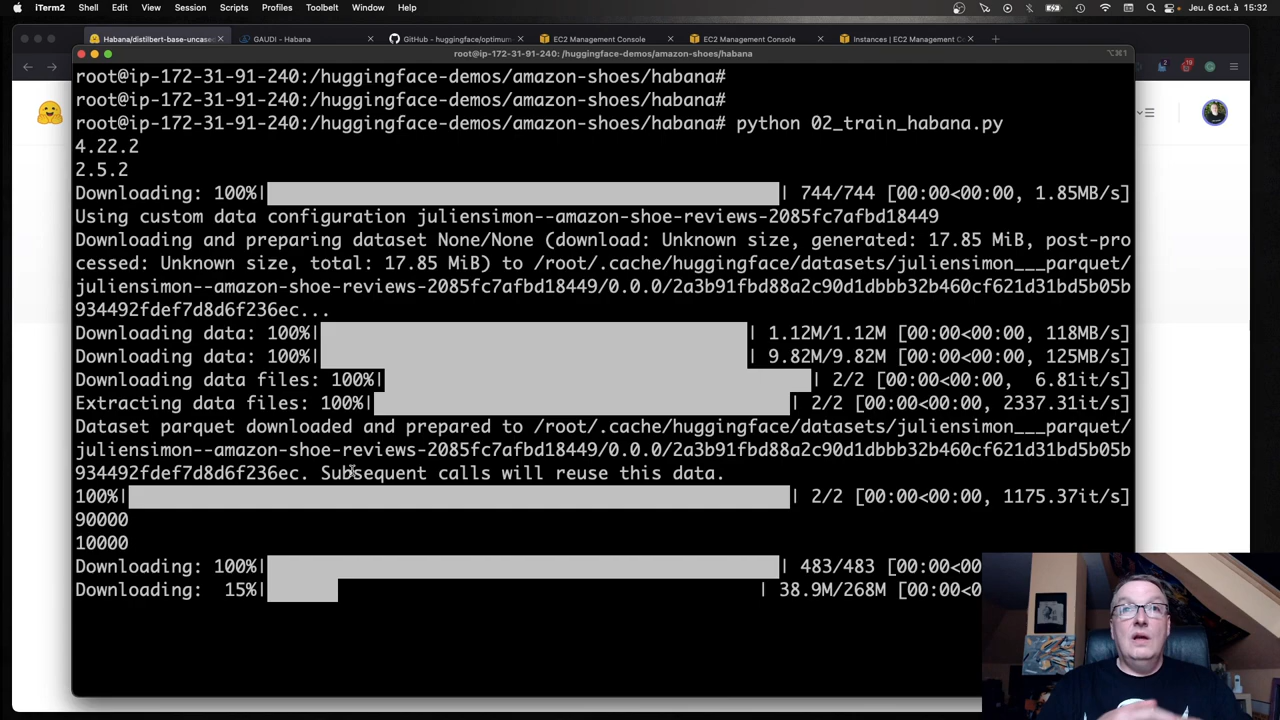 iTerm2 Shell Edit View Session Scripts Profiles Toolbelt Window Help Jeu. 6 oct. à 15:32
Habana/distilbert-base-uncase GAUDI - Habana GitHub - huggingface/optimum- EC2 Management Console EC2 Management Console Instances | EC2 Management C
root@ip-172-31-91-240: /huggingface-demos/amazon-shoes/habana ⌥⌘1
root@ip-172-31-91-240:/huggingface-demos/amazon-shoes/habana#
root@ip-172-31-91-240:/huggingface-demos/amazon-shoes/habana#
root@ip-172-31-91-240:/huggingface-demos/amazon-shoes/habana# python 02_train_habana.py
4.22.2
2.5.2
Downloading: 100%| | 744/744 [00:00<00:00, 1.85MB/s]
Using custom data configuration juliensimon--amazon-shoe-reviews-2085fc7afbd18449
Downloading and preparing dataset None/None (download: Unknown size, generated: 17.85 MiB, post-pro
cessed: Unknown size, total: 17.85 MiB) to /root/.cache/huggingface/datasets/juliensimon___parquet/
juliensimon--amazon-shoe-reviews-2085fc7afbd18449/0.0.0/2a3b91fbd88a2c90d1dbbb32b460cf621d31bd5b05b
934492fdef7d8d6f236ec...
Downloading data: 100%| | 1.12M/1.12M [00:00<00:00, 118MB/s]
Downloading data: 100%| | 9.82M/9.82M [00:00<00:00, 125MB/s]
Downloading data files: 100%| | 2/2 [00:00<00:00, 6.81it/s]
Extracting data files: 100%| | 2/2 [00:00<00:00, 2337.31it/s]
Dataset parquet downloaded and prepared to /root/.cache/huggingface/datasets/juliensimon___parquet/
juliensimon--amazon-shoe-reviews-2085fc7afbd18449/0.0.0/2a3b91fbd88a2c90d1dbbb32b460cf621d31bd5b05b
934492fdef7d8d6f236ec. Subsequent calls will reuse this data.
100%| | 2/2 [00:00<00:00, 1175.37it/s]
90000
10000
Downloading: 100%| | 483/483 [00:00<00:
Downloading: 15%| | 38.9M/268M [00:00<0